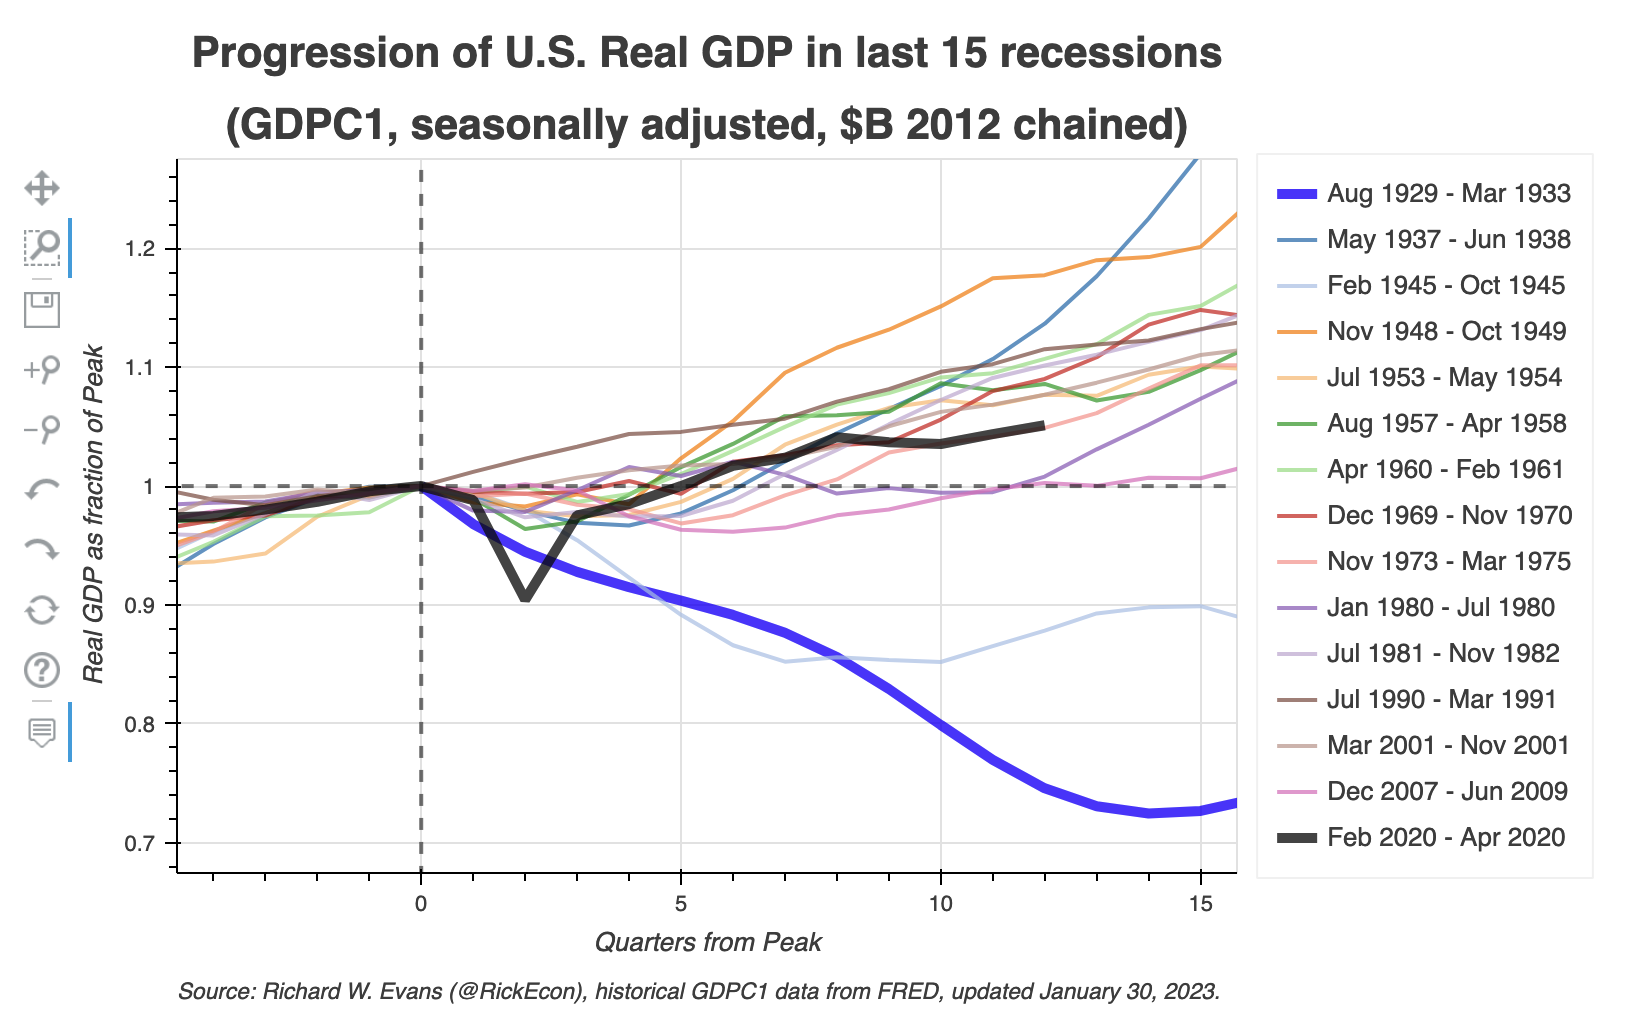 Progression of U.S. Real GDP in last 15 recessions
(GDPC1, seasonally adjusted, $B 2012 chained)
Real GDP as fraction of Peak
1.2
1.1
1
0.9
0.8
0.7
0
5
10
15
Quarters from Peak
Aug 1929 - Mar 1933
May 1937 - Jun 1938
Feb 1945 - Oct 1945
Nov 1948 - Oct 1949
Jul 1953 - May 1954
Aug 1957 - Apr 1958
Apr 1960 - Feb 1961
Dec 1969 - Nov 1970
Nov 1973 - Mar 1975
Jan 1980 - Jul 1980
Jul 1981 - Nov 1982
Jul 1990 - Mar 1991
Mar 2001 - Nov 2001
Dec 2007 - Jun 2009
Feb 2020 - Apr 2020
Source: Richard W. Evans (@RickEcon), historical GDPC1 data from FRED, updated January 30, 2023.